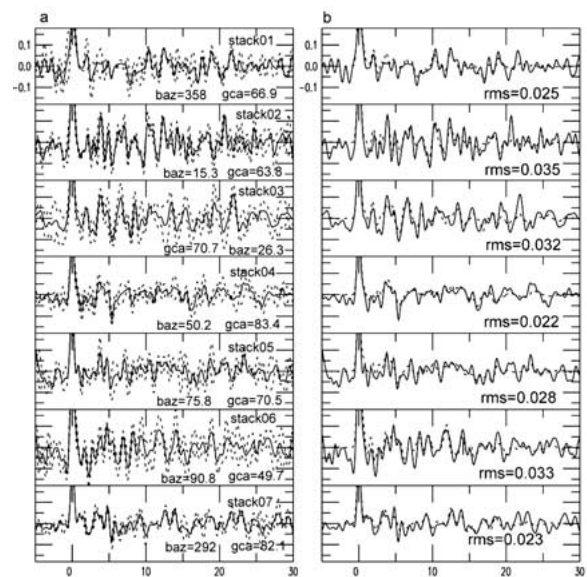 a
b
0.1
0.0
−0.1
stack01
baz=358 gca=66.9
0.1
0.0
−0.1
rms=0.025
stack02
baz=15.3 gca=63.8
rms=0.035
stack03
gca=70.7 baz=26.3
rms=0.032
stack04
baz=50.2 gca=83.4
rms=0.022
stack05
baz=75.8 gca=70.5
rms=0.028
stack06
baz=90.8 gca=49.7
rms=0.033
stack07
baz=292 gca=82.1
rms=0.023
0 10 20 30
0 10 20 30